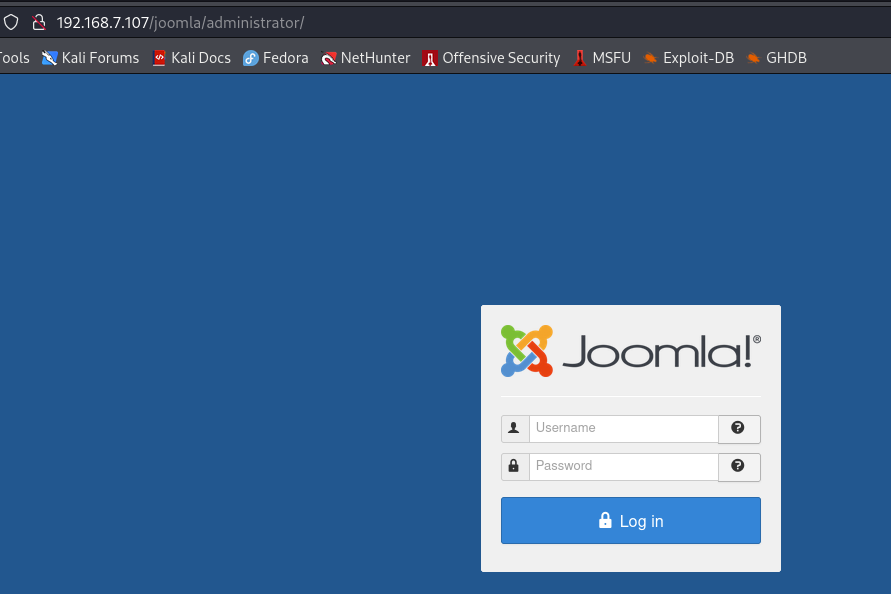 192.168.7.107/joomla/administrator/
Tools Kali Forums Kali Docs Fedora NetHunter Offensive Security MSFU Exploit-DB GHDB
Joomla!®
Username
Password
Log in